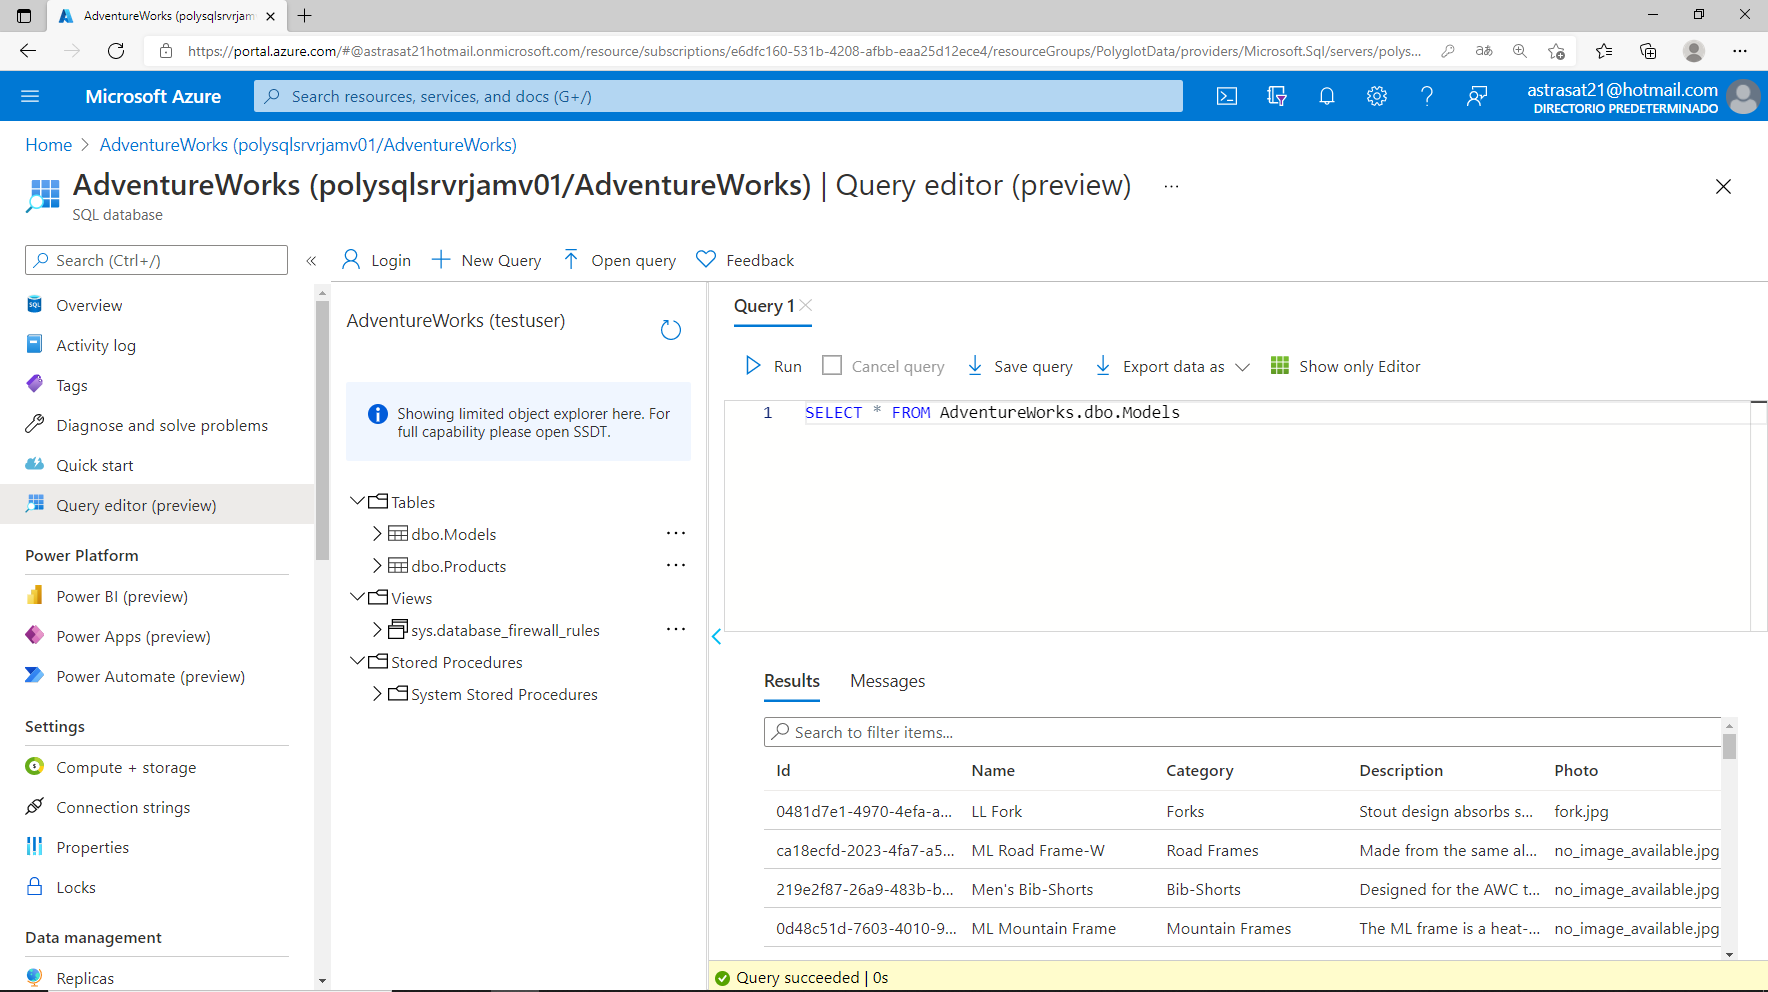 AdventureWorks (polysqlsrvrjam
https://portal.azure.com/#@astrasat21hotmail.onmicrosoft.com/resource/subscriptions/e6dfc160-531b-4208-afbb-eaa25d12ece4/resourceGroups/PolyglotData/providers/Microsoft.Sql/servers/polys...
Microsoft Azure
Search resources, services, and docs (G+/)
astrasat21@hotmail.com
DIRECTORIO PREDETERMINADO
Home > AdventureWorks (polysqlsrvrjamv01/AdventureWorks)
AdventureWorks (polysqlsrvrjamv01/AdventureWorks) | Query editor (preview) ...
SQL database
Search (Ctrl+/)
Login
New Query
Open query
Feedback
Overview
Activity log
Tags
Diagnose and solve problems
Quick start
Query editor (preview)
Power Platform
Power BI (preview)
Power Apps (preview)
Power Automate (preview)
Settings
Compute + storage
Connection strings
Properties
Locks
Data management
Replicas
AdventureWorks (testuser)
Showing limited object explorer here. For
full capability please open SSDT.
Tables
dbo.Models
dbo.Products
Views
sys.database_firewall_rules
Stored Procedures
System Stored Procedures
Query 1
Run Cancel query Save query Export data as Show only Editor
1 SELECT * FROM AdventureWorks.dbo.Models
Results Messages
Search to filter items...
Id Name Category Description Photo
0481d7e1-4970-4efa-a... LL Fork Forks Stout design absorbs s... fork.jpg
ca18ecfd-2023-4fa7-a5... ML Road Frame-W Road Frames Made from the same al... no_image_available.jpg
219e2f87-26a9-483b-b... Men's Bib-Shorts Bib-Shorts Designed for the AWC t... no_image_available.jpg
0d48c51d-7603-4010-9... ML Mountain Frame Mountain Frames The ML frame is a heat-... no_image_available.jpg
Query succeeded | 0s